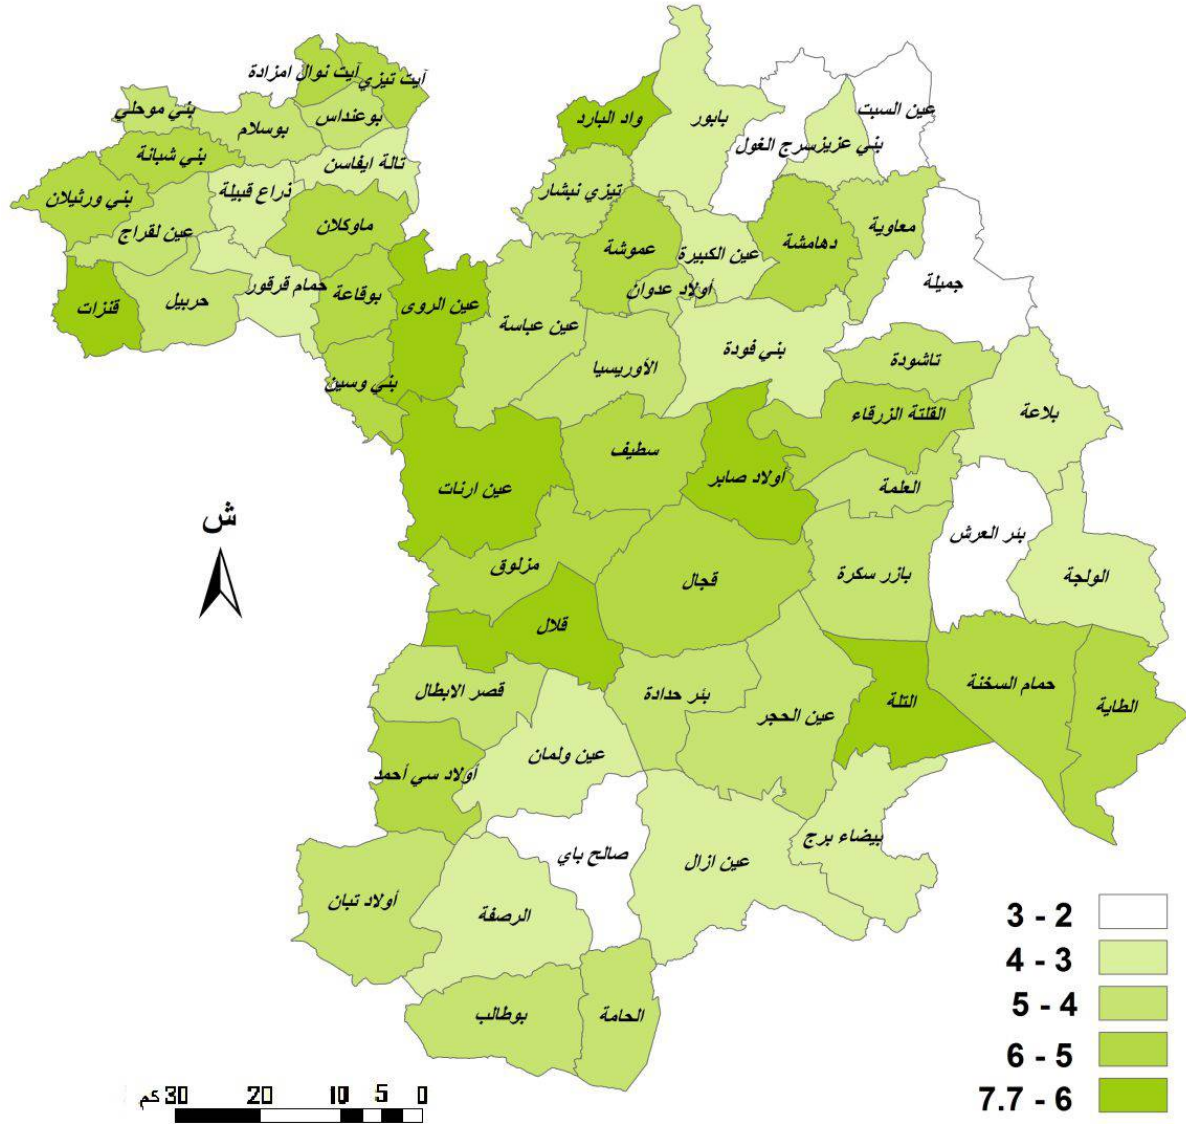 آيت نوال امزادة
آيت تيزي
بني موحلي
بوسلام
بوعنداس
بني شبانة
تالة ايفاسن
بني ورثيلان
ذراع قبيلة
عين لقراج
ماوكلان
قنزات
حربيل
حمام قرقور
بوقاعة
عين الروى
بني وسين
واد البارد
بابور
سرج الغول
بني عزيز
عين السبت
تيزي نبشار
عموشة
عين الكبيرة
دهامشة
معاوية
جميلة
أولاد عدوان
عين عباسة
الأوريسيا
بني فودة
تاشودة
بلاعة
القلتة الزرقاء
سطيف
أولاد صابر
العلمة
عين ارنات
بئر العرش
الولجة
مزلوق
قجال
بازر سكرة
قلال
قصر الابطال
بئر حدادة
عين الحجر
التلة
حمام السخنة
الطاية
أولاد سي أحمد
عين ولمان
صالح باي
عين ازال
بيضاء برج
أولاد تبان
الرصفة
بوطالب
الحامة
ش
3 - 2
4 - 3
5 - 4
6 - 5
7.7 - 6
كم 30 20 10 5 0